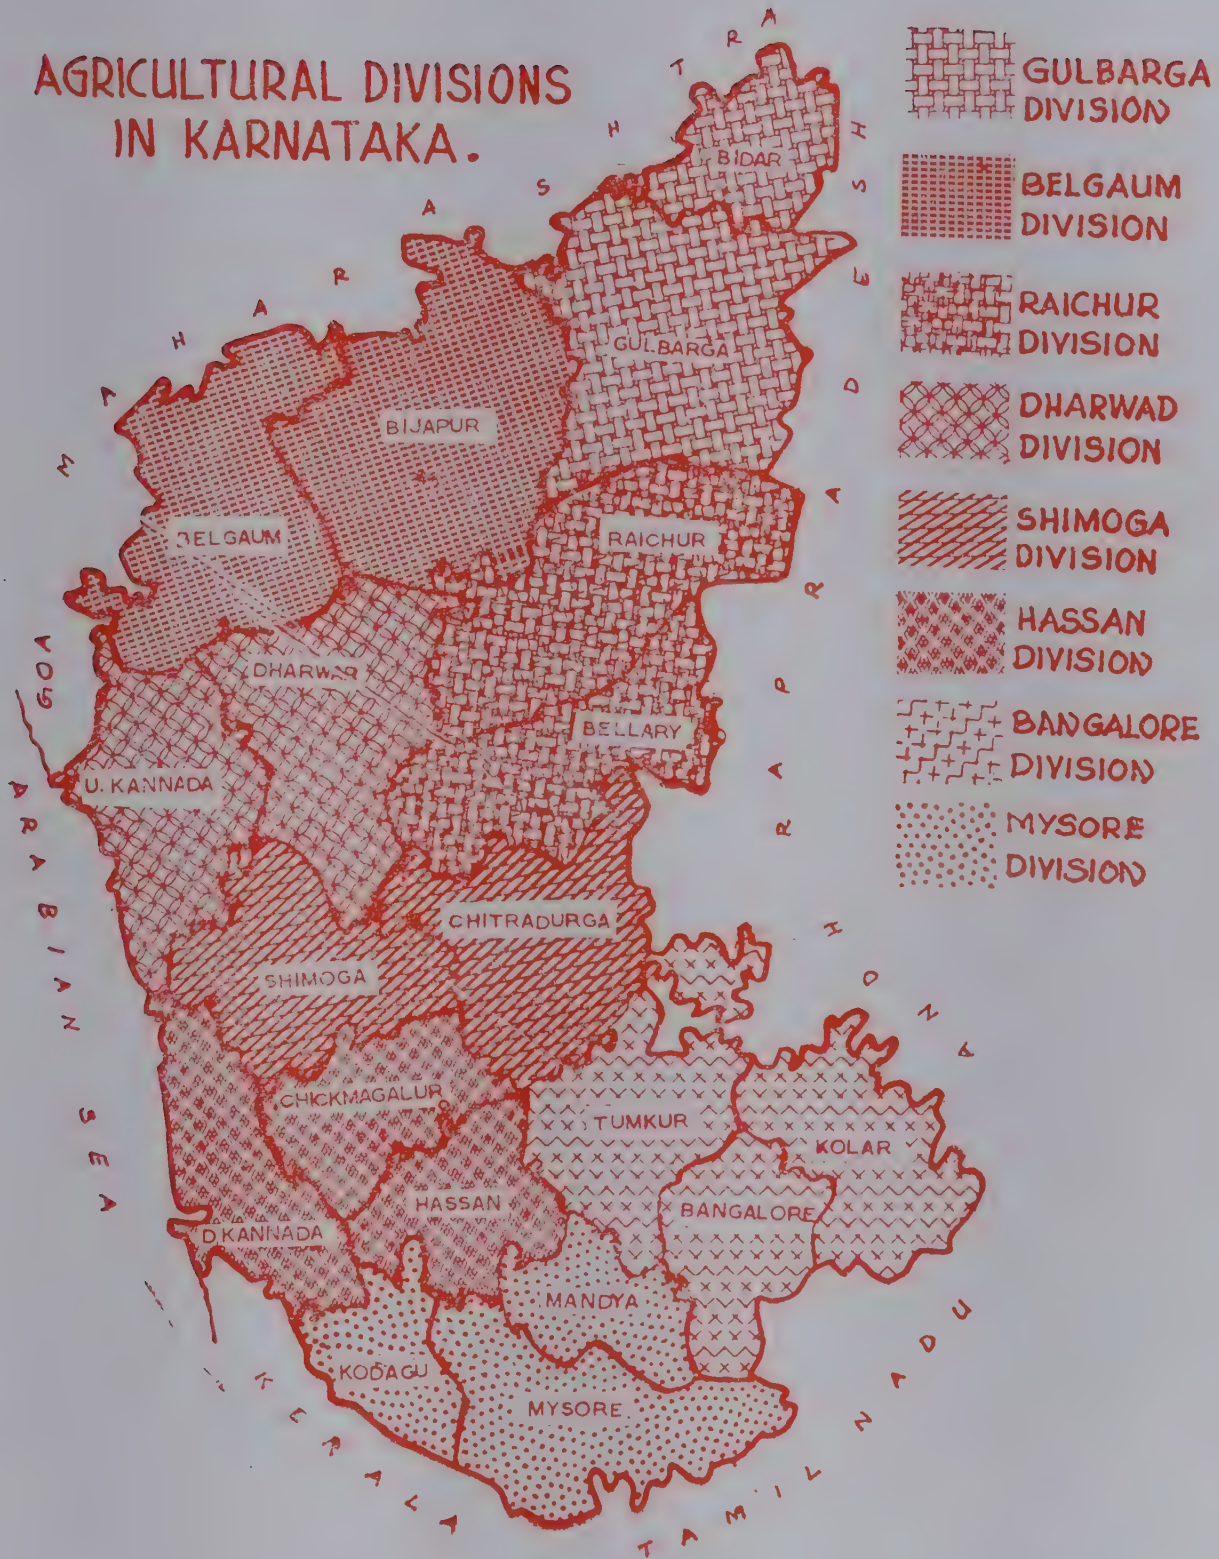 AGRICULTURAL DIVISIONS
IN KARNATAKA.
GULBARGA
DIVISION
BELGAUM
DIVISION
RAICHUR
DIVISION
DHARWAD
DIVISION
SHIMOGA
DIVISION
HASSAN
DIVISION
BANGALORE
DIVISION
MYSORE
DIVISION
MAHARASHTRA
BIDAR
GULBARGA
BIJAPUR
BELGAUM
RAICHUR
DHARWAR
BELLARY
U. KANNADA
CHITRADURGA
SHIMOGA
CHICKMAGALUR
TUMKUR
KOLAR
HASSAN
BANGALORE
D.KANNADA
MANDYA
KODAGU
MYSORE.
GOA
ARABIAN SEA
KERALA
TAMIL NADU
ANDHRA PRADESH